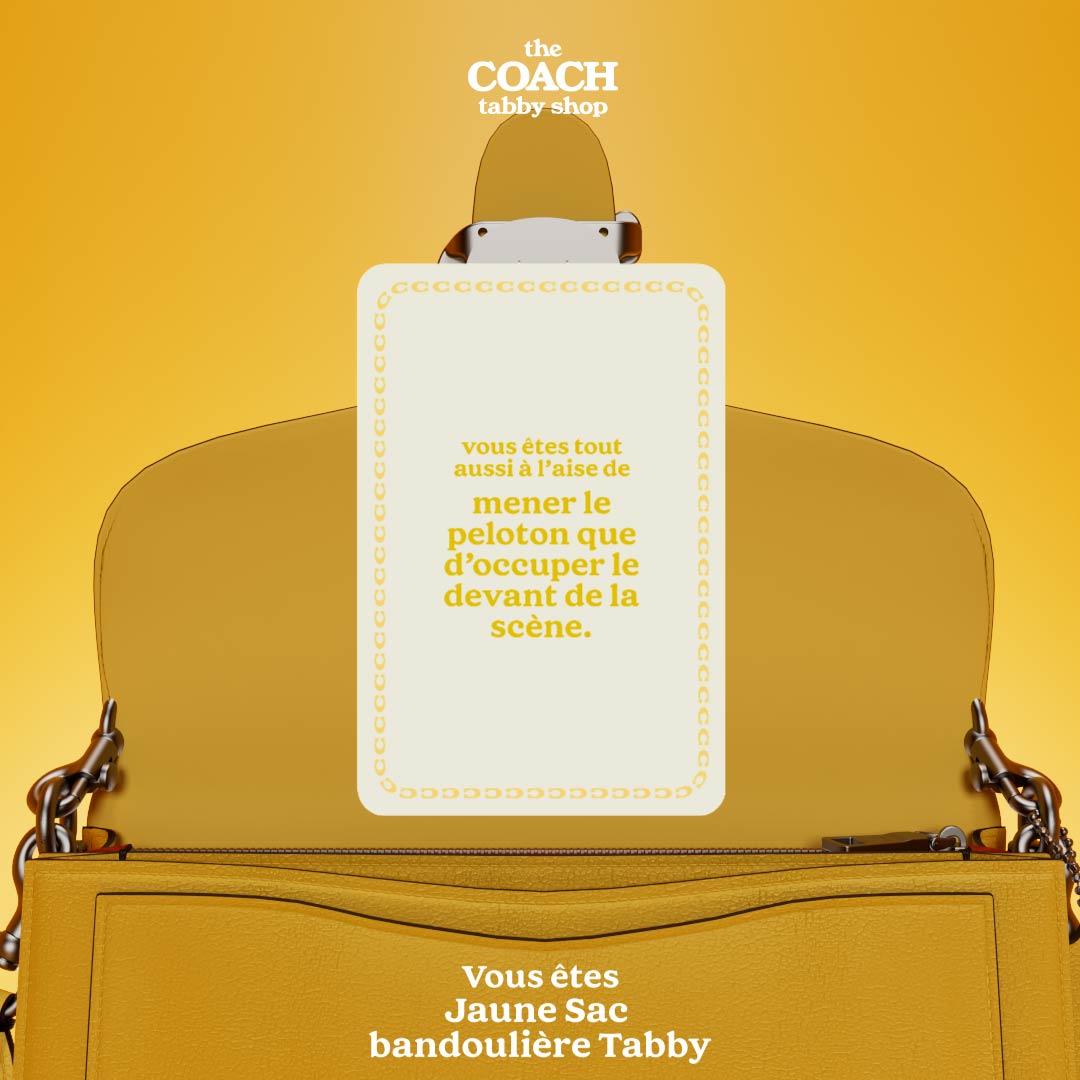 the
COACH
tabby shop
vous êtes tout
aussi à l’aise de
mener le
peloton que
d’occuper le
devant de la
scène.
Vous êtes
Jaune Sac
bandoulière Tabby